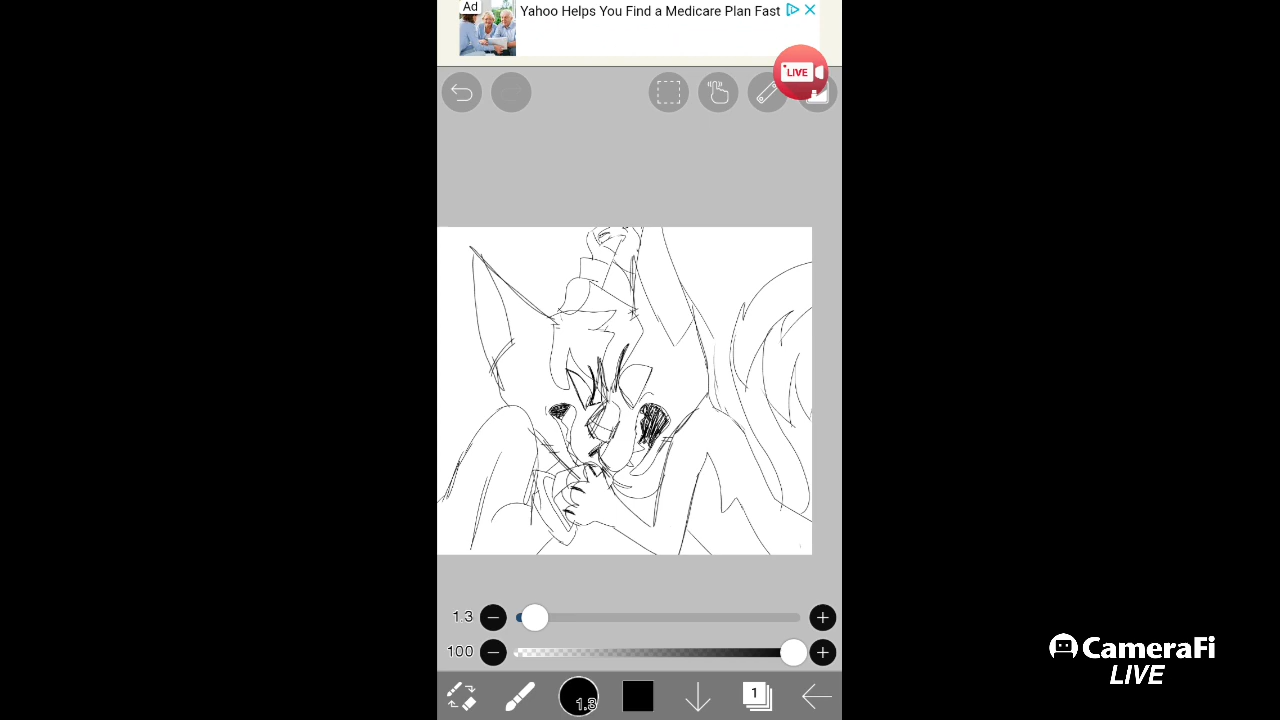 Ad
Yahoo Helps You Find a Medicare Plan Fast
LIVE
1.3
100
1.3
1
CameraFi
LIVE